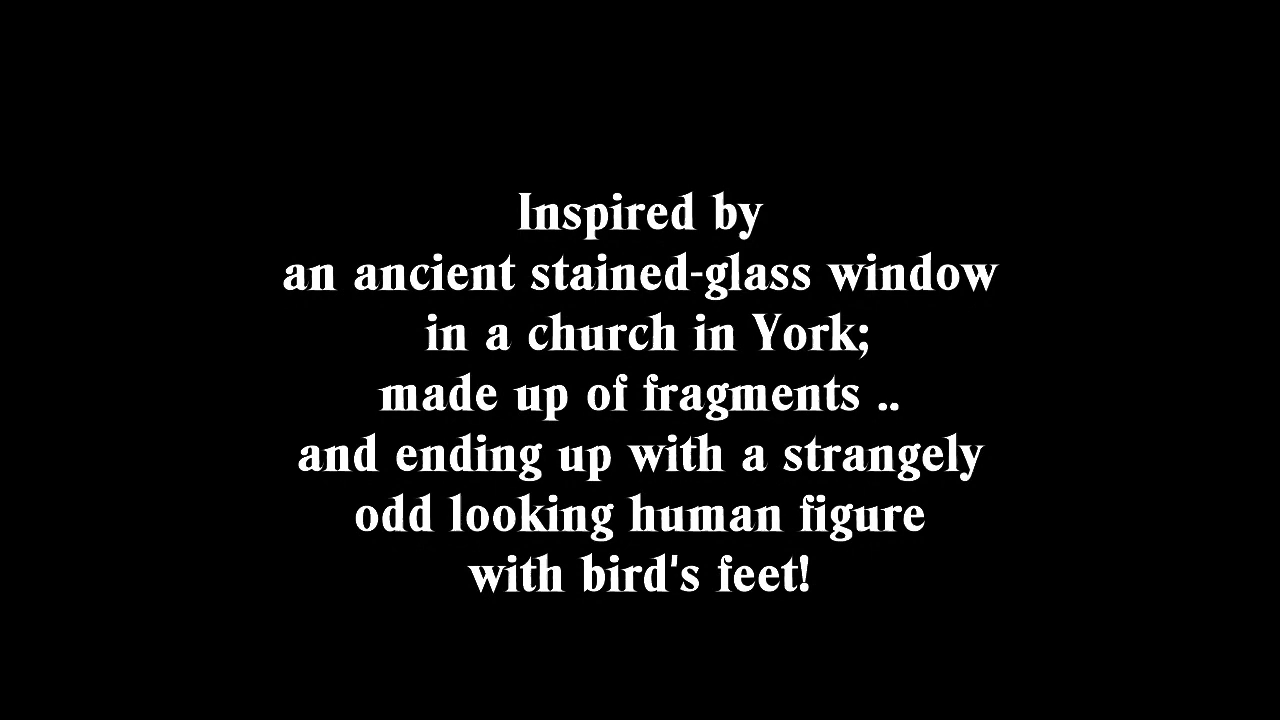 Inspired by
an ancient stained-glass window
in a church in York;
made up of fragments ..
and ending up with a strangely
odd looking human figure
with bird's feet!